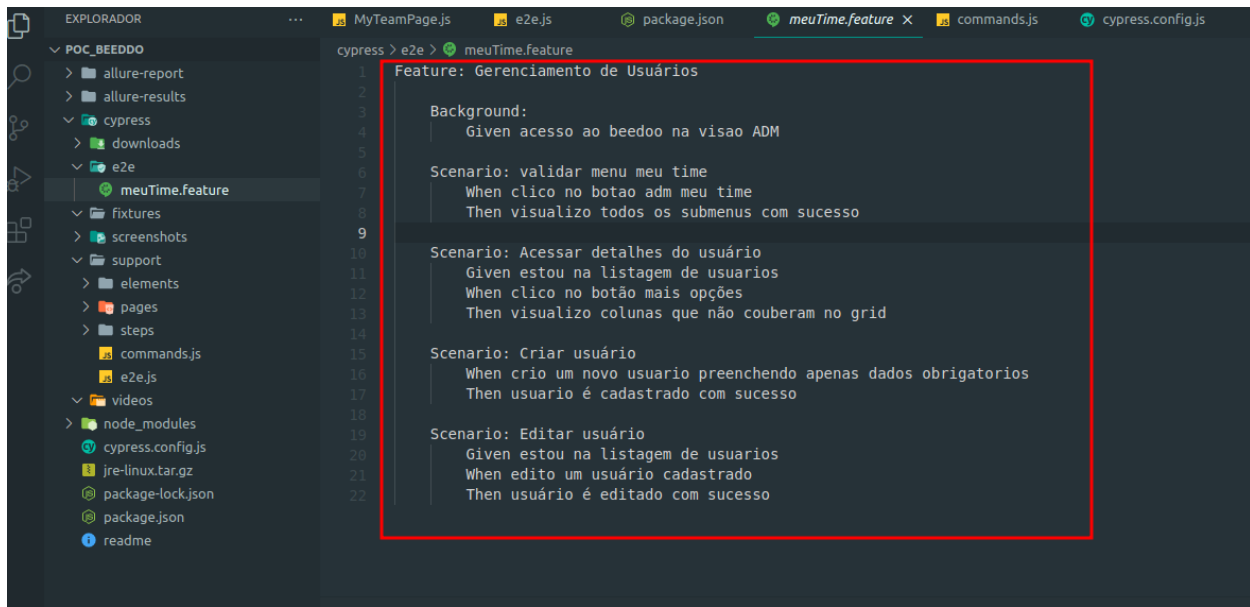 EXPLORADOR ...
POC_BEEDDO
allure-report
allure-results
cypress
downloads
e2e
meuTime.feature
fixtures
screenshots
support
elements
pages
steps
JS commands.js
JS e2e.js
videos
node_modules
cy cypress.config.js
jre-linux.tar.gz
package-lock.json
package.json
readme
JS MyTeamPage.js JS e2e.js package.json meuTime.feature × JS commands.js cy cypress.config.js
cypress > e2e > meuTime.feature
1 Feature: Gerenciamento de Usuários
2
3 Background:
4 Given acesso ao beedoo na visao ADM
5
6 Scenario: validar menu meu time
7 When clico no botao adm meu time
8 Then visualizo todos os submenus com sucesso
9
10 Scenario: Acessar detalhes do usuário
11 Given estou na listagem de usuarios
12 When clico no botão mais opções
13 Then visualizo colunas que não couberam no grid
14
15 Scenario: Criar usuário
16 When crio um novo usuario preenchendo apenas dados obrigatorios
17 Then usuario é cadastrado com sucesso
18
19 Scenario: Editar usuário
20 Given estou na listagem de usuarios
21 When edito um usuário cadastrado
22 Then usuário é editado com sucesso